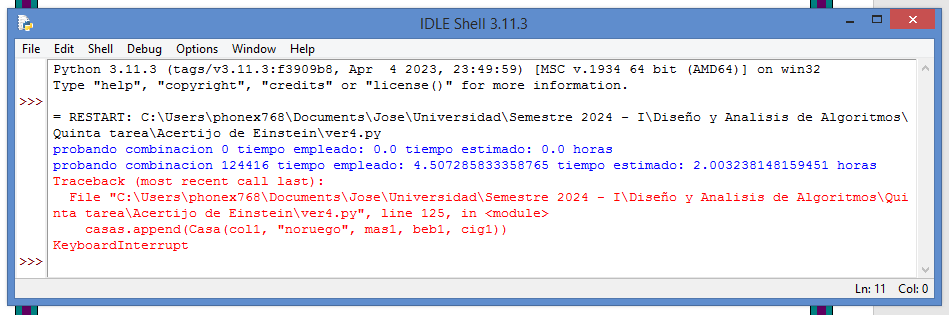 IDLE Shell 3.11.3
File Edit Shell Debug Options Window Help
Python 3.11.3 (tags/v3.11.3:f3909b8, Apr  4 2023, 23:49:59) [MSC v.1934 64 bit (AMD64)] on win32
Type "help", "copyright", "credits" or "license()" for more information.
>>>
= RESTART: C:\Users\phonex768\Documents\Jose\Universidad\Semestre 2024 - I\Diseño y Analisis de Algoritmos\
Quinta tarea\Acertijo de Einstein\ver4.py
probando combinacion 0 tiempo empleado: 0.0 tiempo estimado: 0.0 horas
probando combinacion 124416 tiempo empleado: 4.507285833358765 tiempo estimado: 2.003238148159451 horas
Traceback (most recent call last):
  File "C:\Users\phonex768\Documents\Jose\Universidad\Semestre 2024 - I\Diseño y Analisis de Algoritmos\Qui
nta tarea\Acertijo de Einstein\ver4.py", line 125, in <module>
    casas.append(Casa(col1, "noruego", mas1, beb1, cig1))
KeyboardInterrupt
>>>
Ln: 11 Col: 0